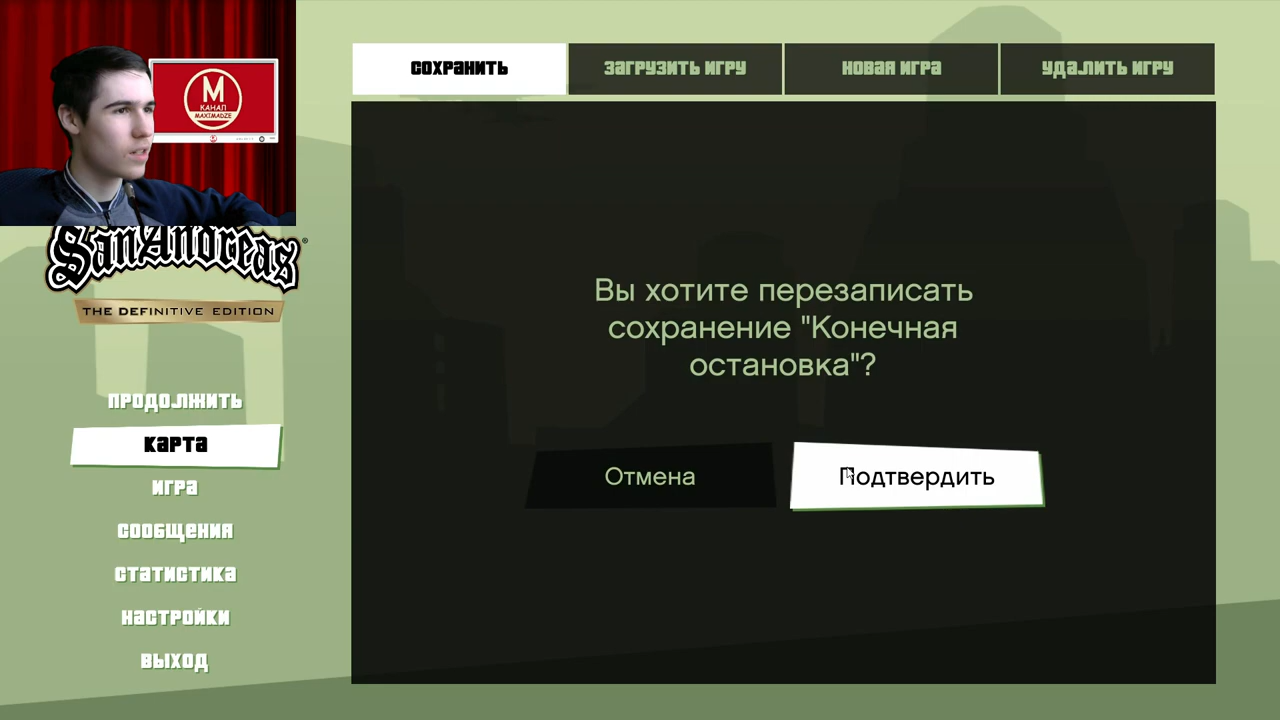 М
КАНАЛ
MAXIMADZE
San Andreas
THE DEFINITIVE EDITION
ПРОДОЛЖИТЬ
КАРТА
ИГРА
СООБЩЕНИЯ
СТАТИСТИКА
НАСТРОЙКИ
ВЫХОД
СОХРАНИТЬ
ЗАГРУЗИТЬ ИГРУ
НОВАЯ ИГРА
УДАЛИТЬ ИГРУ
Вы хотите перезаписать
сохранение "Конечная
остановка"?
Отмена
Подтвердить